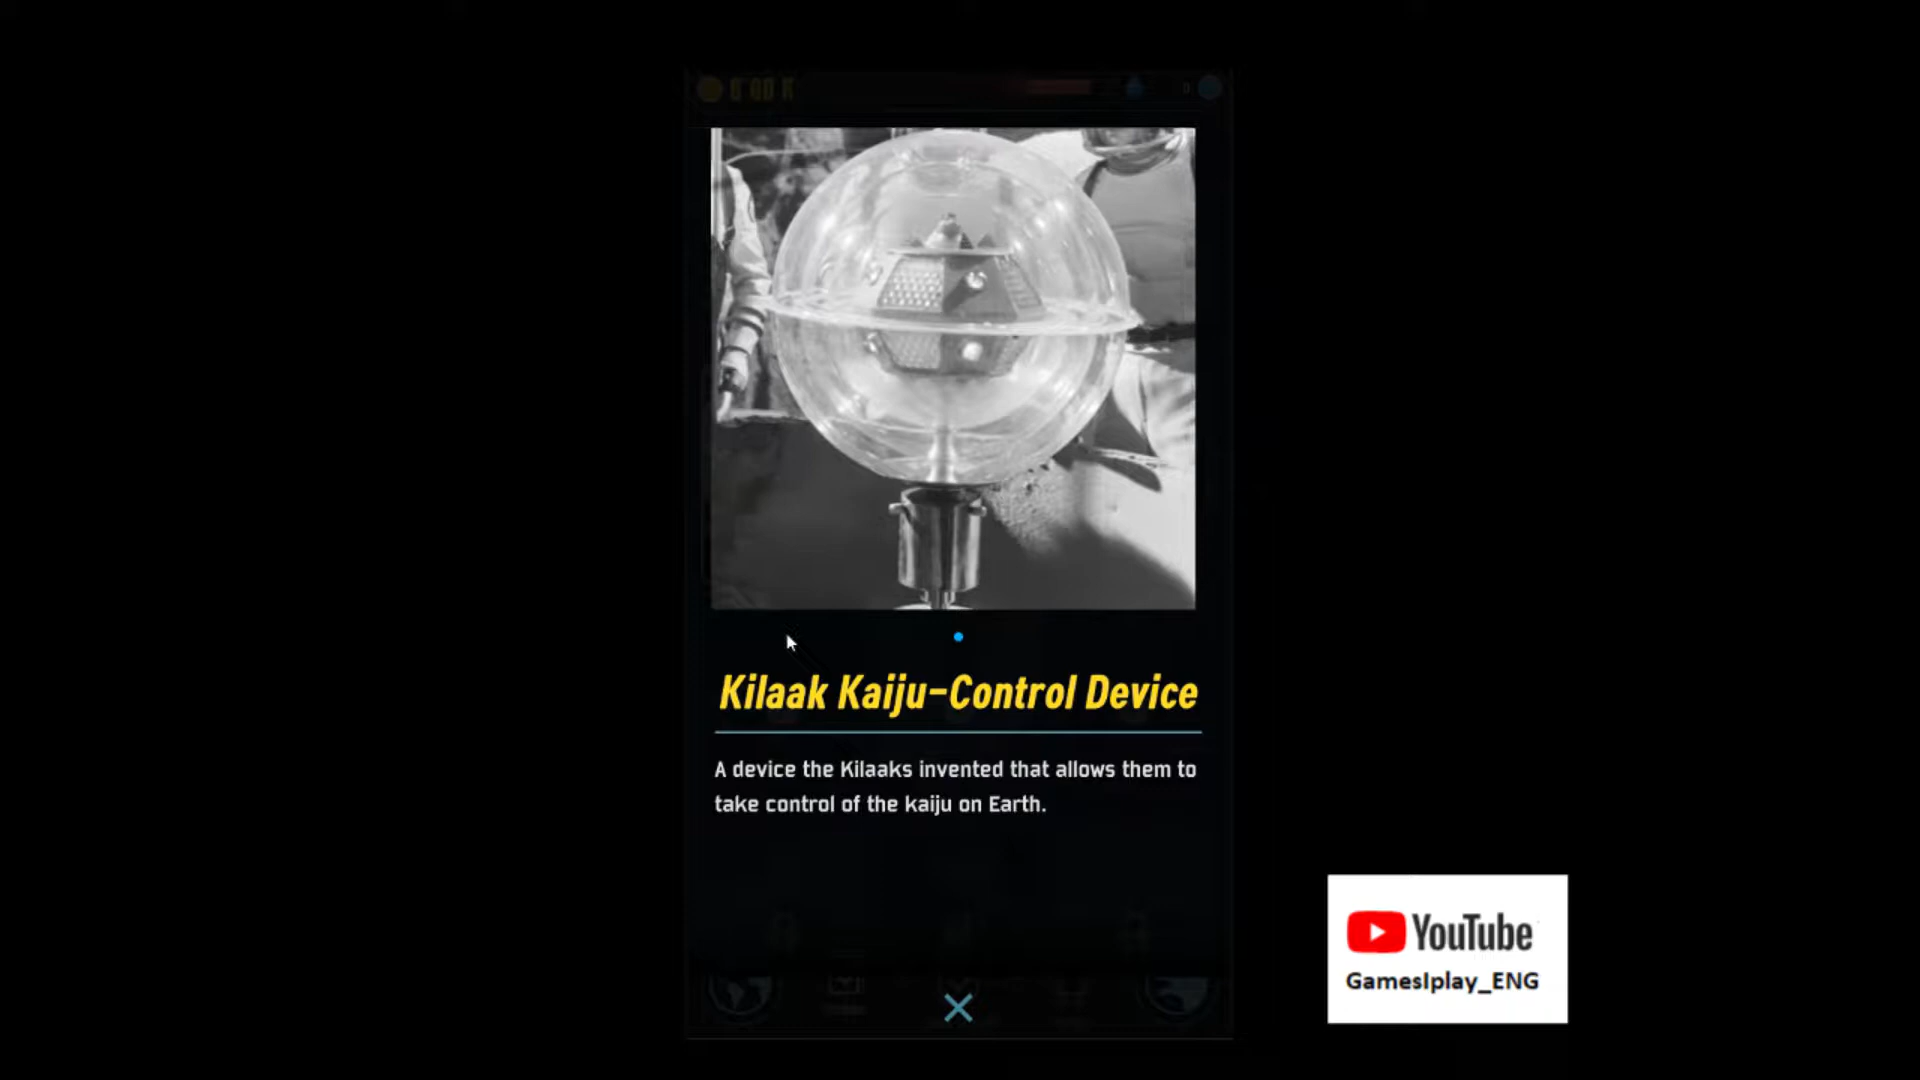 Kilaak Kaiju-Control Device
A device the Kilaaks invented that allows them to
take control of the kaiju on Earth.
YouTube
GamesIplay_ENG